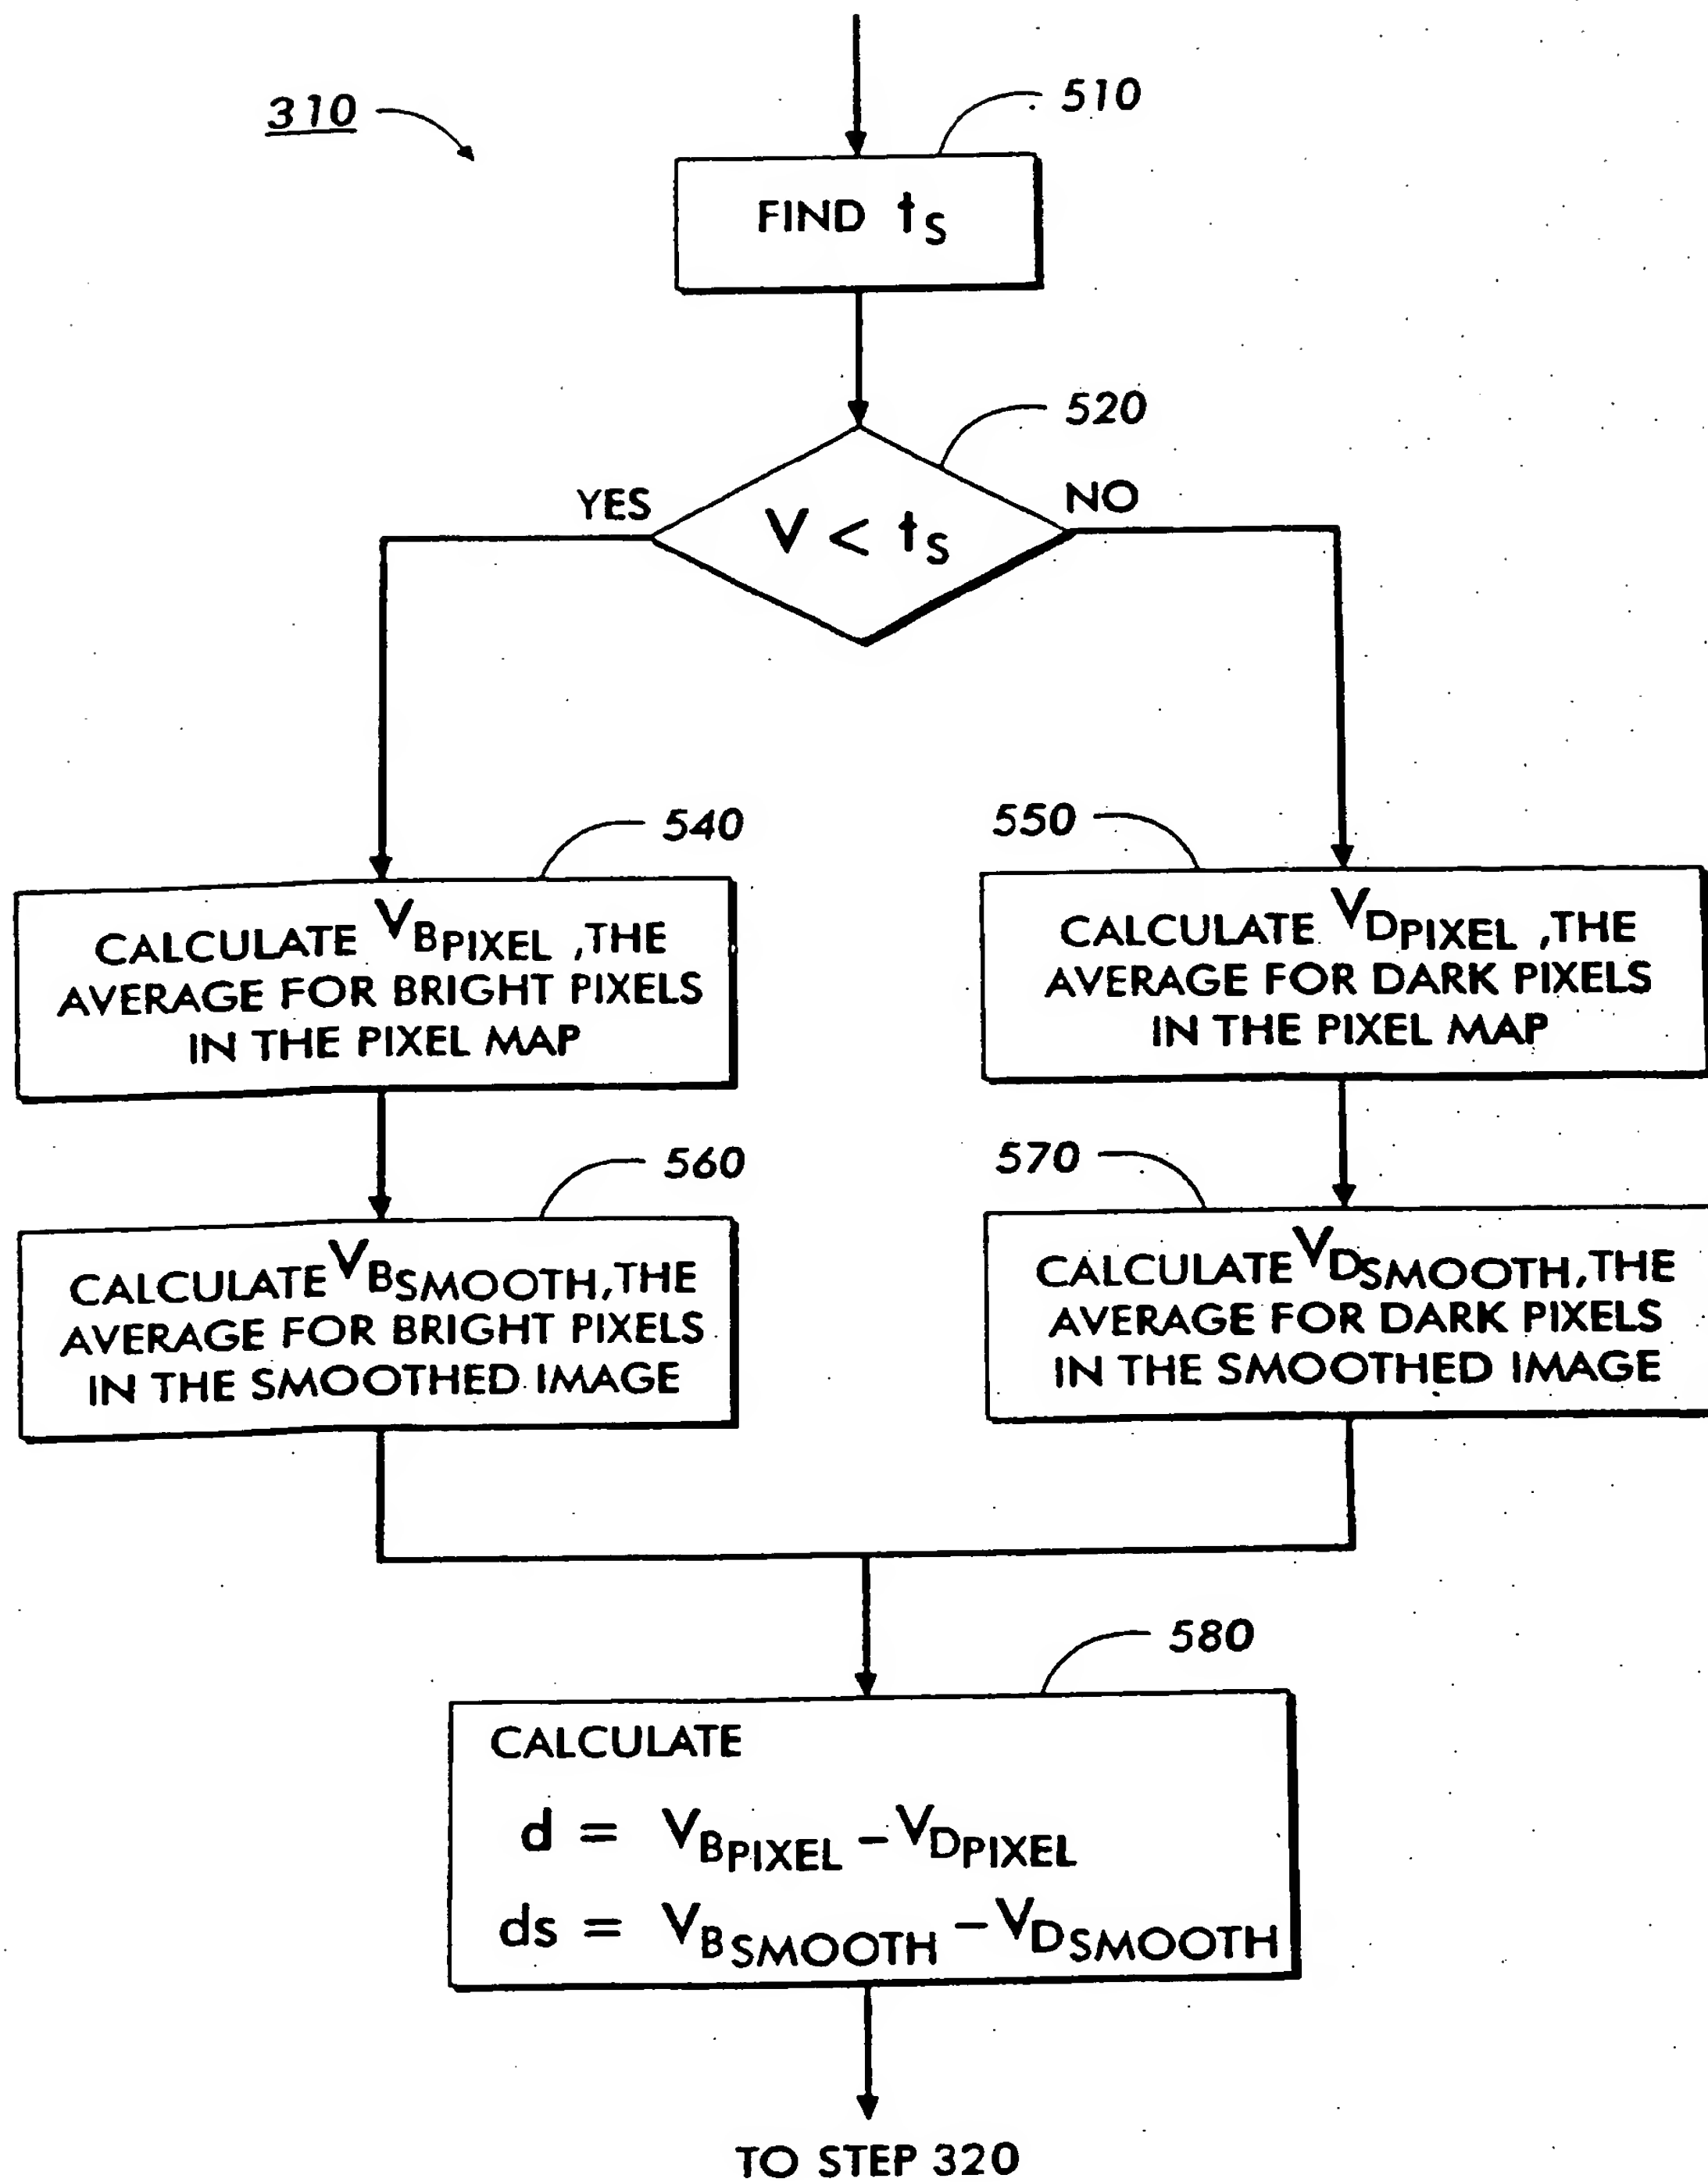 310
510
FIND tS
520
YES
V < tS
NO
540
CALCULATE VBPIXEL ,THE
AVERAGE FOR BRIGHT PIXELS
IN THE PIXEL MAP
550
CALCULATE VDPIXEL ,THE
AVERAGE FOR DARK PIXELS
IN THE PIXEL MAP
560
CALCULATE VBSMOOTH,THE
AVERAGE FOR BRIGHT PIXELS
IN THE SMOOTHED IMAGE
570
CALCULATE VDSMOOTH,THE
AVERAGE FOR DARK PIXELS
IN THE SMOOTHED IMAGE
580
CALCULATE
d = VBPIXEL – VDPIXEL
ds = VBSMOOTH – VDSMOOTH
TO STEP 320